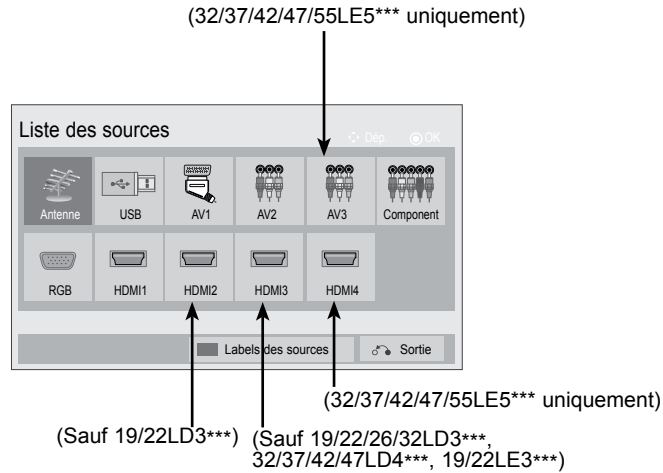 (32/37/42/47/55LE5*** uniquement)
Liste des sources
Dép. OK
Antenne USB AV1 AV2 AV3 Component
RGB HDMI1 HDMI2 HDMI3 HDMI4
Labels des sources Sortie
(32/37/42/47/55LE5*** uniquement)
(Sauf 19/22LD3***) (Sauf 19/22/26/32LD3***,
32/37/42/47LD4***, 19/22LE3***)